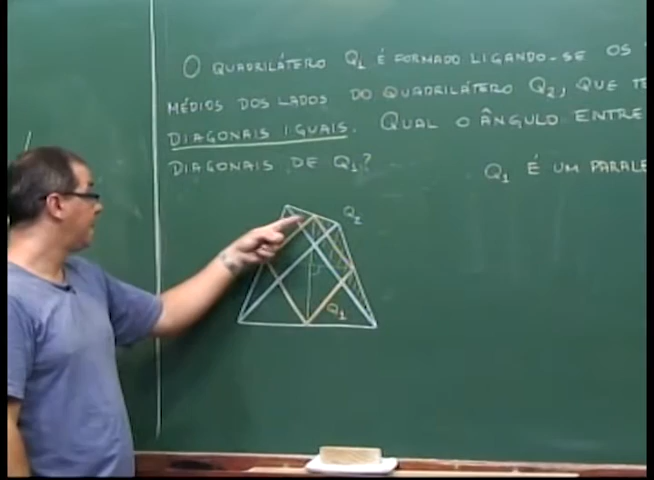 O QUADRILÁTERO Q1 É FORMADO LIGANDO-SE OS
MÉDIOS DOS LADOS DO QUADRILÁTERO Q2, QUE
DIAGONAIS IGUAIS. QUAL O ÂNGULO ENTRE
DIAGONAIS DE Q1?
Q1 É UM
Q2
Q1